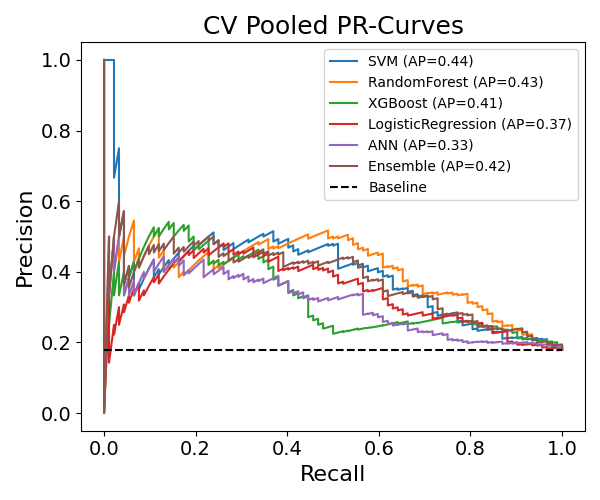 CV Pooled PR-Curves
SVM (AP=0.44)
RandomForest (AP=0.43)
XGBoost (AP=0.41)
LogisticRegression (AP=0.37)
ANN (AP=0.33)
Ensemble (AP=0.42)
Baseline
Precision
1.0
0.8
0.6
0.4
0.2
0.0
0.0 0.2 0.4 0.6 0.8 1.0
Recall